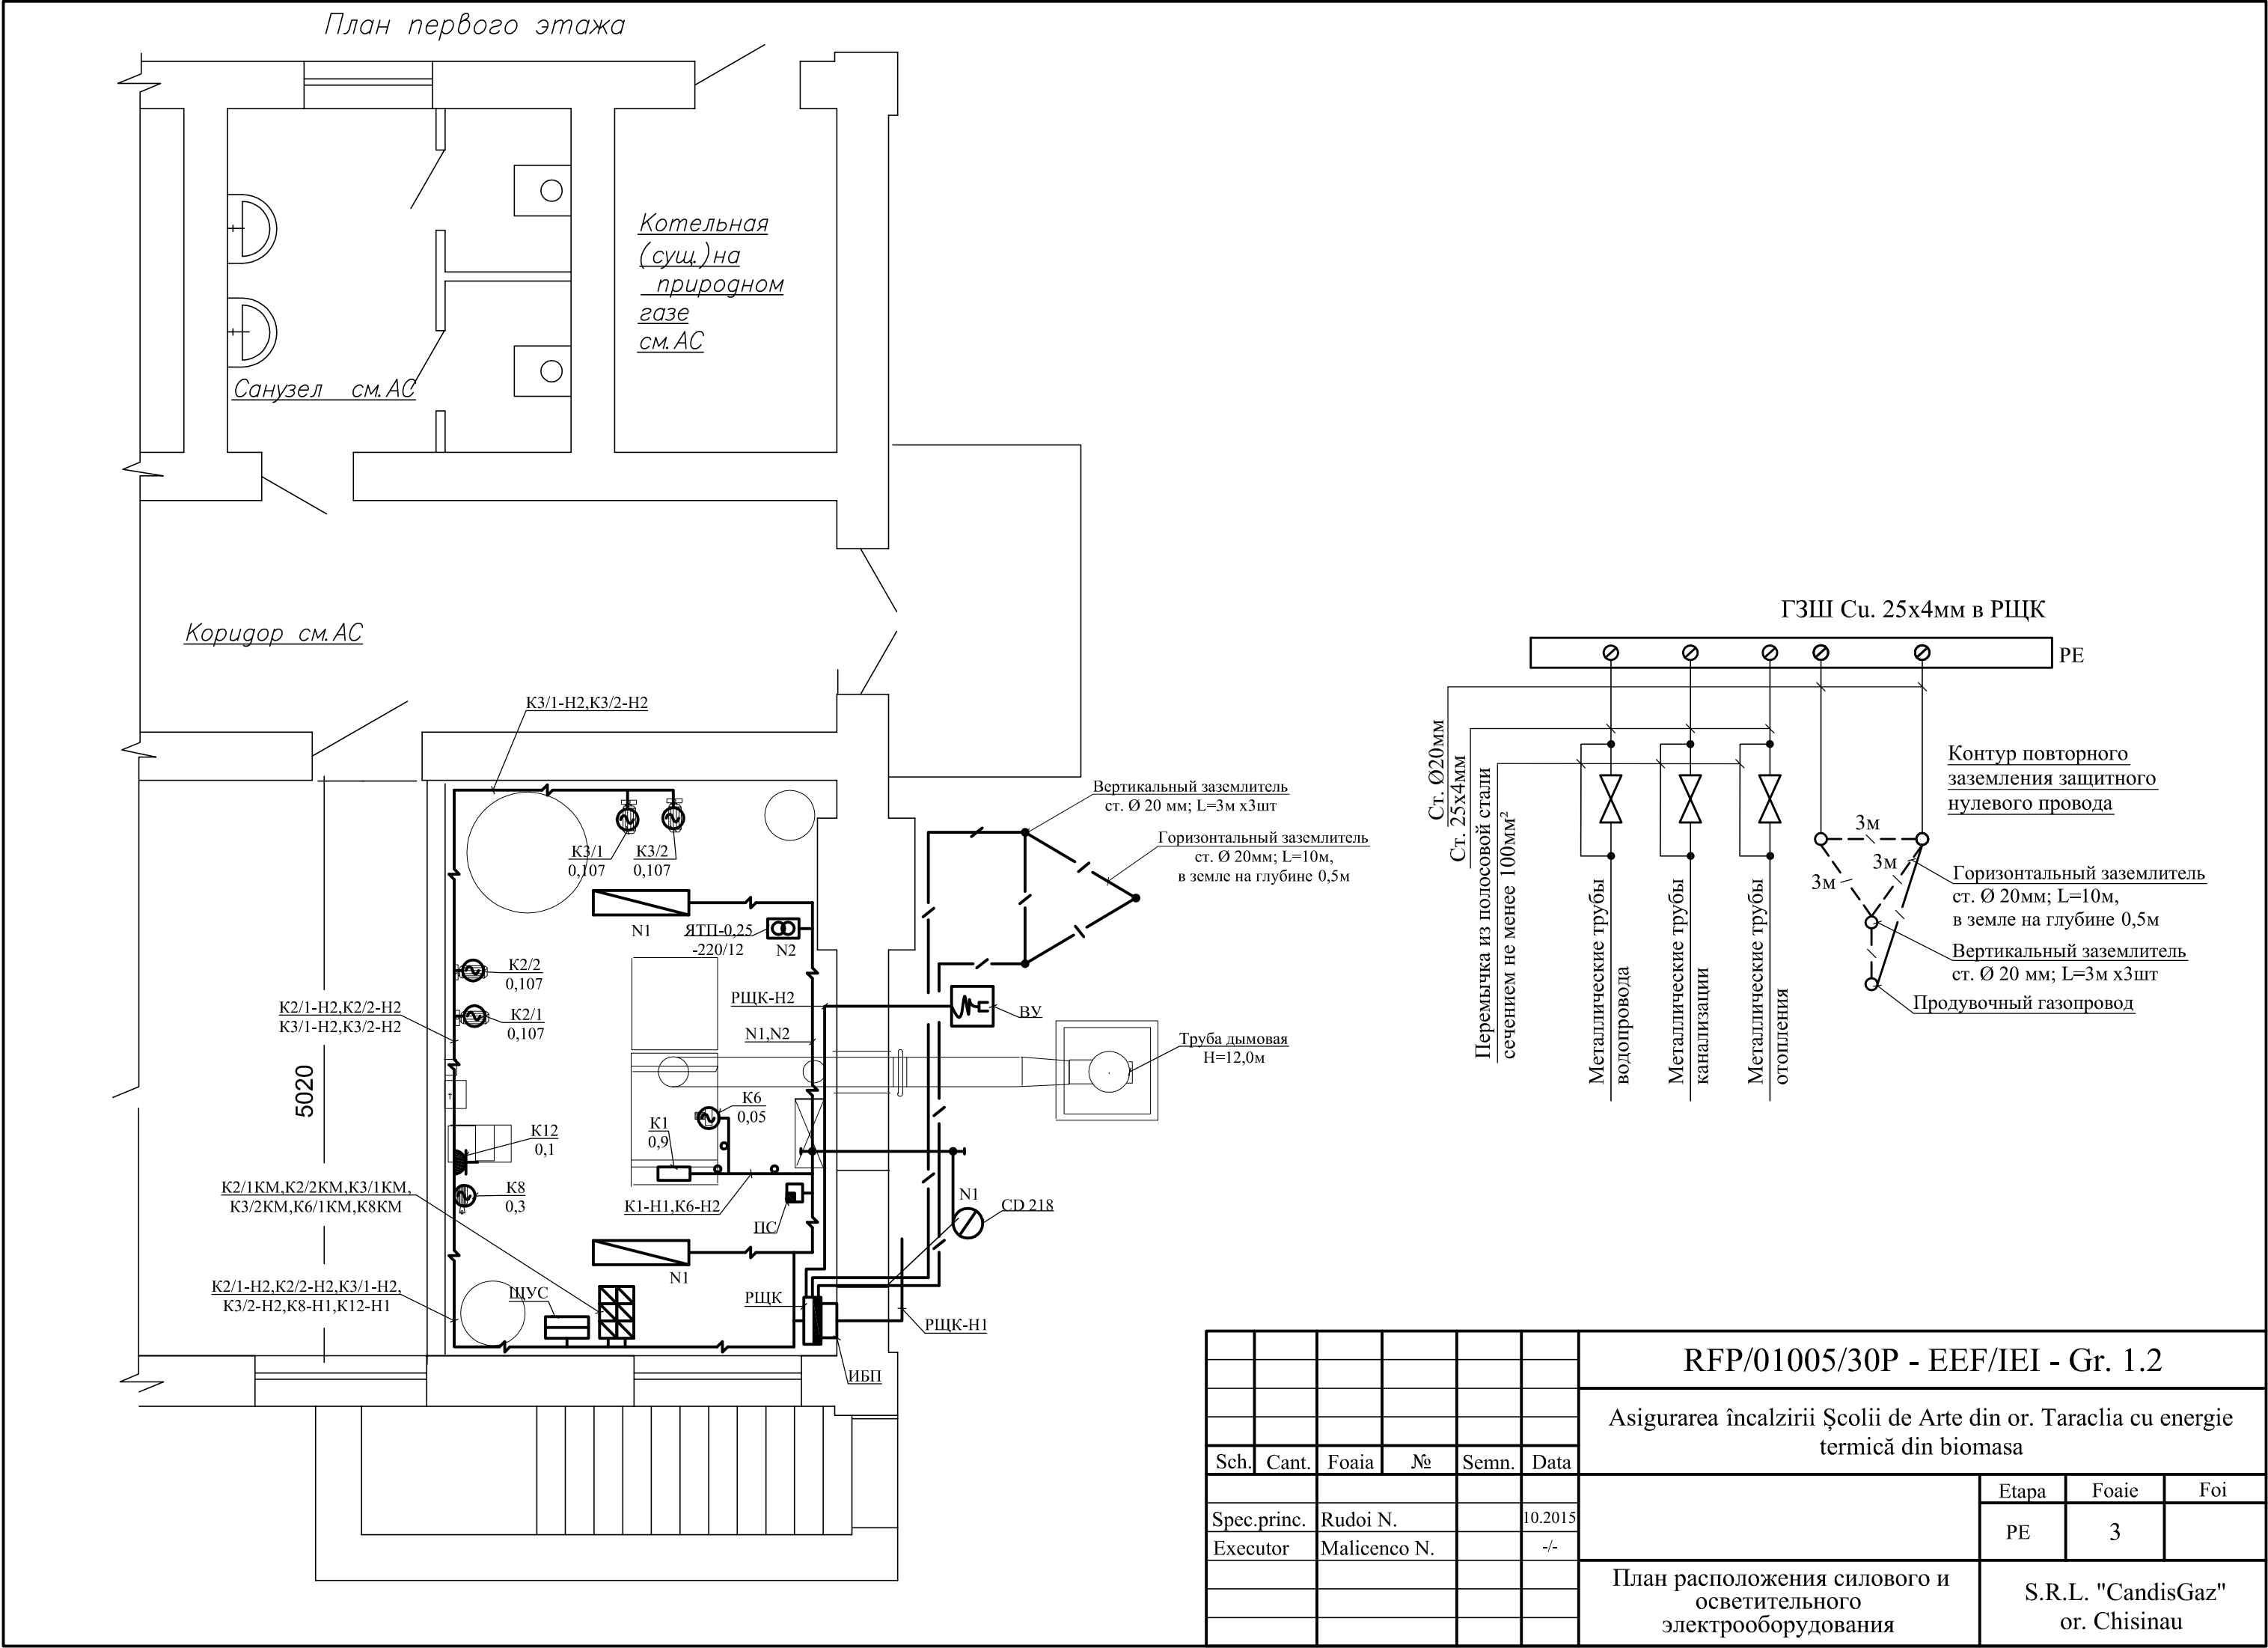 План первого этажа
Котельная
(сущ.)на
природном
газе
см.АС
Санузел см.АС
Коридор см.АС
К3/1-Н2,К3/2-Н2
К3/1
0,107
К3/2
0,107
N1
ЯТП-0,25
-220/12
N2
К2/2
0,107
К2/1
0,107
К2/1-Н2,К2/2-Н2
К3/1-Н2,К3/2-Н2
РЩК-Н2
N1,N2
ВУ
Вертикальный заземлитель
ст. Ø 20 мм; L=3м х3шт
Горизонтальный заземлитель
ст. Ø 20мм; L=10м,
в земле на глубине 0,5м
Труба дымовая
Н=12,0м
5020
К6
0,05
К1
0,9
К12
0,1
К8
0,3
К2/1КМ,К2/2КМ,К3/1КМ,
К3/2КМ,К6/1КМ,К8КМ
К1-Н1,К6-Н2
ПС
N1
CD 218
N1
К2/1-Н2,К2/2-Н2,К3/1-Н2,
К3/2-Н2,К8-Н1,К12-Н1
ЩУС
РЩК
РЩК-Н1
ИБП
ГЗШ Cu. 25х4мм в РЩК
РЕ
Ст. Ø20мм
Ст. 25х4мм
Перемычка из полосовой стали
сечением не менее 100мм²
Металлические трубы
водопровода
Металлические трубы
канализации
Металлические трубы
отопления
Контур повторного
заземления защитного
нулевого провода
3м
3м
3м
Горизонтальный заземлитель
ст. Ø 20мм; L=10м,
в земле на глубине 0,5м
Вертикальный заземлитель
ст. Ø 20 мм; L=3м х3шт
Продувочный газопровод
RFP/01005/30P - EEF/IEI - Gr. 1.2
Asigurarea încalzirii Școlii de Arte din or. Taraclia cu energie
termică din biomasa
Sch. Cant. Foaia № Semn. Data
Etapa Foaie Foi
Spec.princ. Rudoi N. 10.2015
PE 3
Executor Malicenco N. -/-
План расположения силового и
осветительного
электрооборудования
S.R.L. "CandisGaz"
or. Chisinau